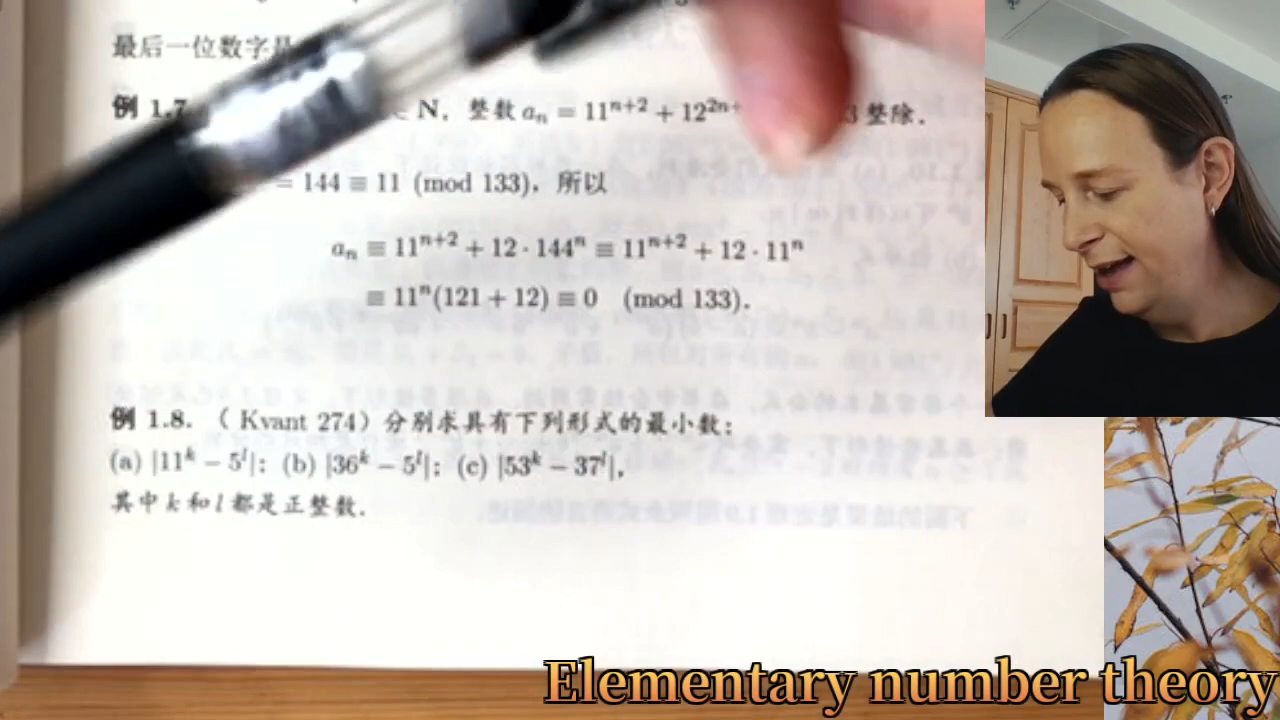 最后一位数字是
例 1.7 N, 整数 aₙ = 11ⁿ⁺² + 12²ⁿ⁺ 3 整除.
= 144 ≡ 11 (mod 133), 所以
aₙ ≡ 11ⁿ⁺² + 12 · 144ⁿ ≡ 11ⁿ⁺² + 12 · 11ⁿ
≡ 11ⁿ(121 + 12) ≡ 0 (mod 133).
例 1.8. ( Kvant 274) 分别求具有下列形式的最小数:
(a) |11ᵏ − 5ˡ|; (b) |36ᵏ − 5ˡ|; (c) |53ᵏ − 37ˡ|,
其中 k 和 l 都是正整数.
Elementary number theory